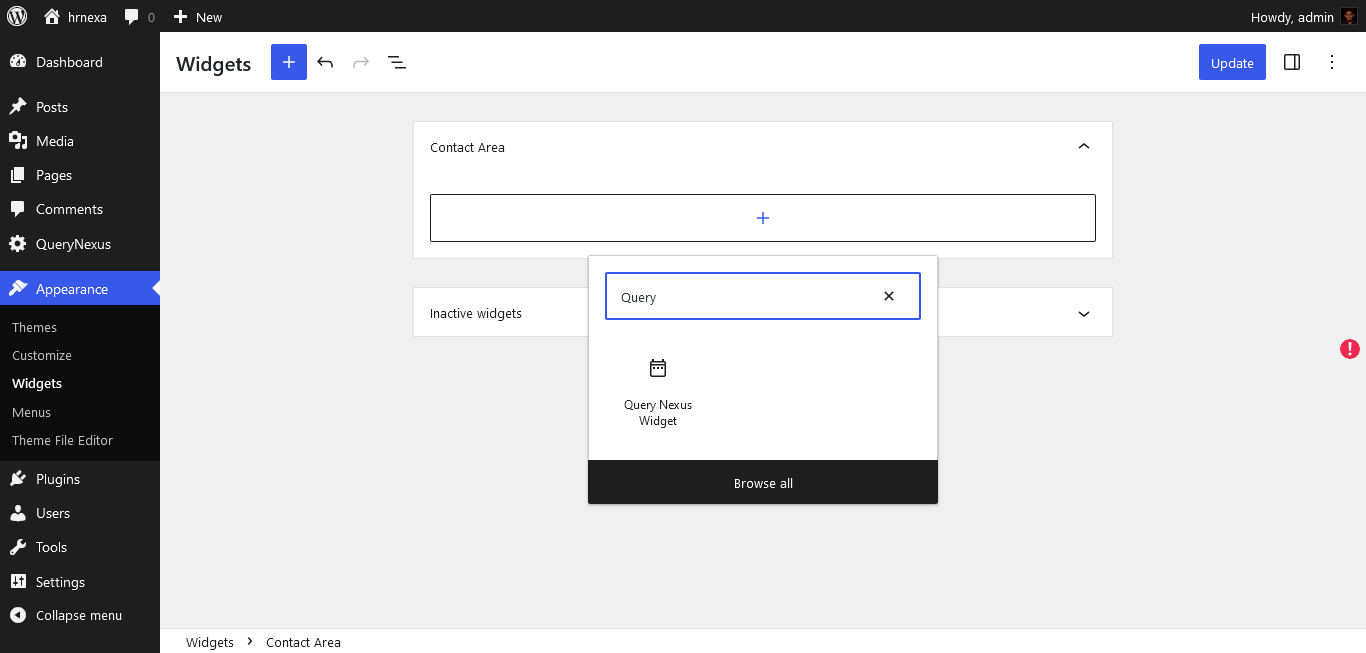 hrnexa
0
New
Howdy, admin
Dashboard
Posts
Media
Pages
Comments
QueryNexus
Appearance
Themes
Customize
Widgets
Menus
Theme File Editor
Plugins
Users
Tools
Settings
Collapse menu
Widgets
Update
Contact Area
Inactive widgets
Query
Query Nexus
Widget
Browse all
Widgets
Contact Area